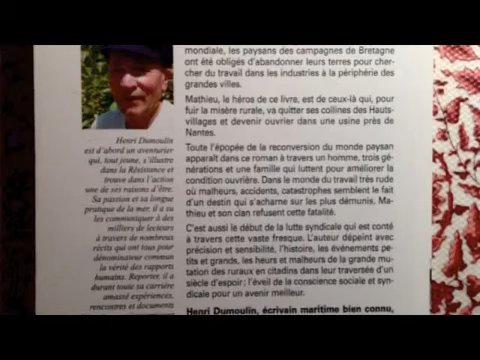 mondiale, les paysans des campagnes de Bretagne
ont été obligés d'abandonner leurs terres pour cher-
cher du travail dans les industries à la périphérie des
grandes villes.
Mathieu, le héros de ce livre, est de ceux-là qui, pour
fuir la misère rurale, va quitter ses collines des Hauts-
villages et devenir ouvrier dans une usine près de
Nantes.
Toute l'épopée de la reconversion du monde paysan
apparaît dans ce roman à travers un homme, trois gé-
nérations et une famille qui luttent pour améliorer la
condition ouvrière. Dans le monde du travail très rude
où malheurs, accidents, catastrophes semblent le fait
d'un destin qui s'acharne sur les plus démunis, Ma-
thieu et son clan refusent cette fatalité.
C'est aussi le début de la lutte syndicale qui est conté
à travers cette vaste fresque. L'auteur dépeint avec
précision et sensibilité, l'histoire, les événements pe-
tits et grands, les heurs et malheurs de la grande mu-
tation des ruraux en citadins dans leur traversée d'un
siècle d'espoir ; l'éveil de la conscience sociale et syn-
dicale pour un avenir meilleur.
Henri Dumoulin, écrivain maritime bien connu,
Henri Dumoulin
est d'abord un aventurier
qui, tout jeune, s'illustre
dans la Résistance et
trouve dans l'action
une de ses raisons d'être.
Sa passion et sa longue
pratique de la mer, il a su
les communiquer à des
milliers de lecteurs
à travers de nombreux
récits qui ont tous pour
dénominateur commun
la vérité des rapports
humains. Reporter, il a
durant toute sa carrière
amassé expériences,
rencontres et documents